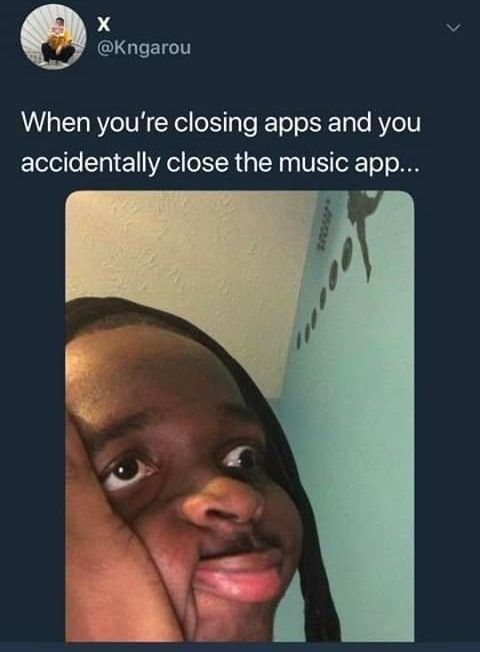 X
@Kngarou
When you're closing apps and you
accidentally close the music app...